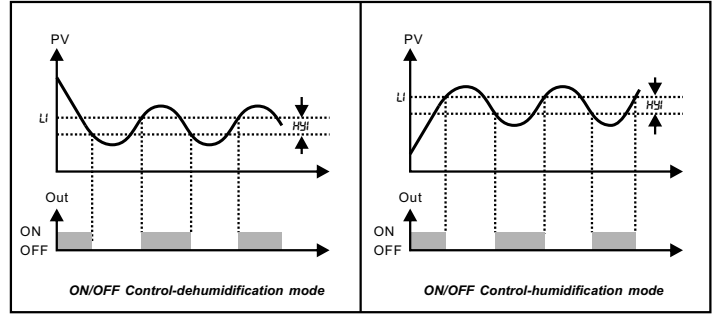 PV
LI
HYI
Out
ON
OFF
ON/OFF Control-dehumidification mode
PV
LI
HYI
Out
ON
OFF
ON/OFF Control-humidification mode